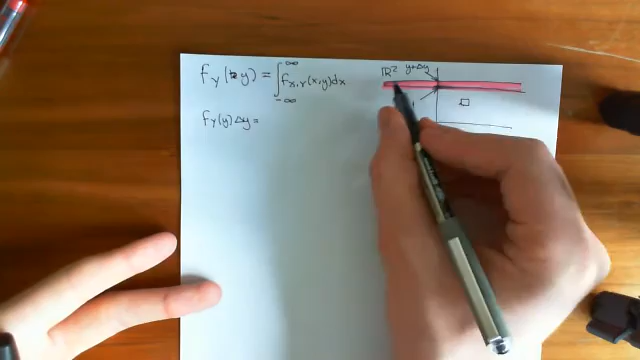 f_Y(y) = ∫_{-∞}^{∞} f_{X,Y}(x,y)dx
f_Y(y) Δy =
ℝ² y+Δy